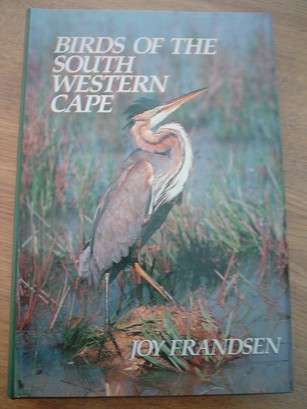 BIRDS OF THE
SOUTH
WESTERN
CAPE
JOY FRANDSEN